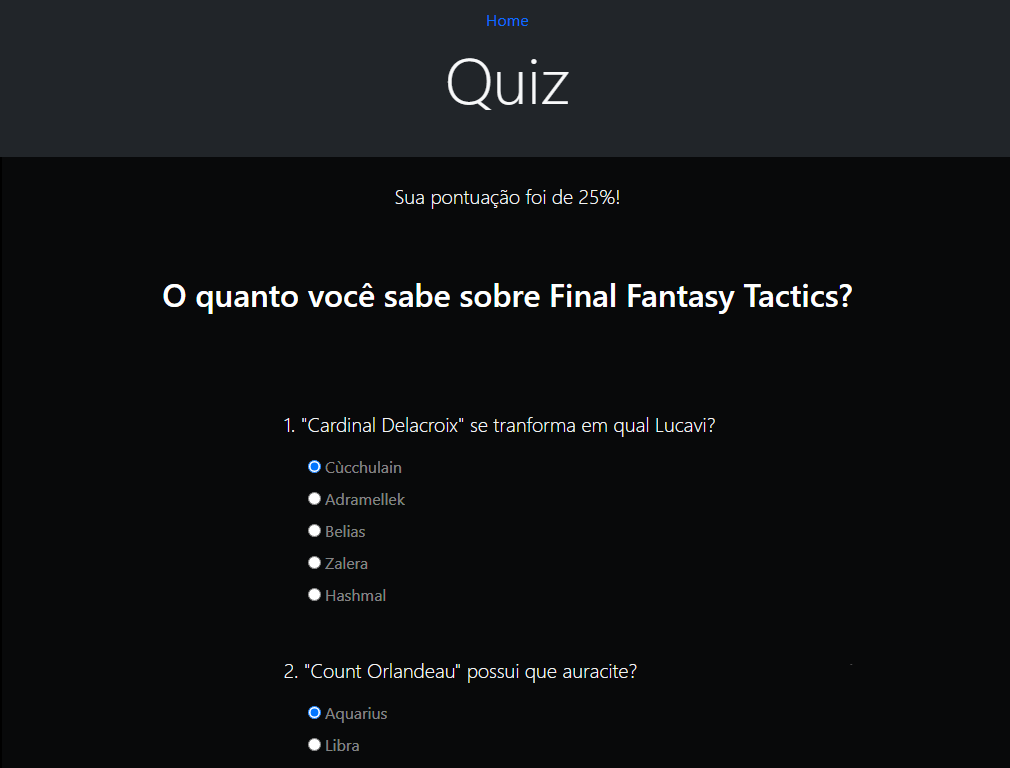 Home
Quiz
Sua pontuação foi de 25%!
O quanto você sabe sobre Final Fantasy Tactics?
1. "Cardinal Delacroix" se tranforma em qual Lucavi?
Cùcchulain
Adramellek
Belias
Zalera
Hashmal
2. "Count Orlandeau" possui que auracite?
Aquarius
Libra